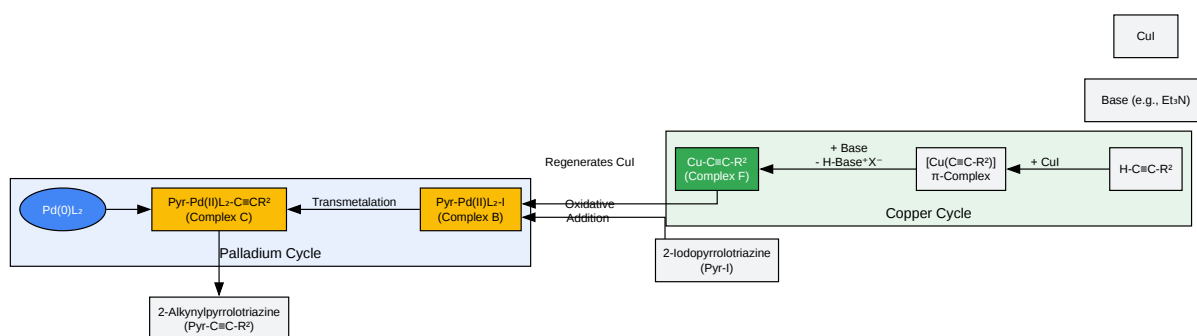 CuI
Base (e.g., Et₃N)
Regenerates CuI
Cu-C≡C-R²
(Complex F)
+ Base
- H-Base⁺X⁻
[Cu(C≡C-R²)]
π-Complex
+ CuI
H-C≡C-R²
Copper Cycle
Pd(0)L₂
Pyr-Pd(II)L₂-C≡CR²
(Complex C)
Transmetalation
Pyr-Pd(II)L₂-I
(Complex B)
Oxidative
Addition
Palladium Cycle
2-Iodopyrrolotriazine
(Pyr-I)
2-Alkynylpyrrolotriazine
(Pyr-C≡C-R²)